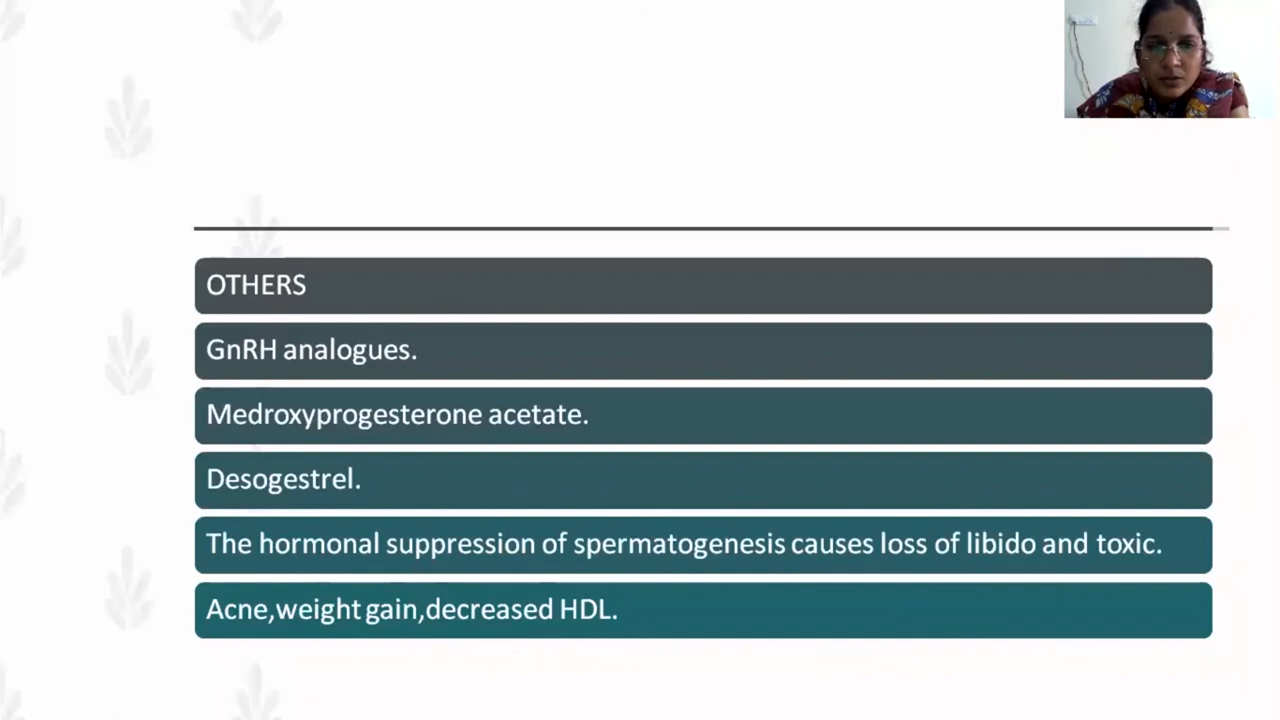 OTHERS
GnRH analogues.
Medroxyprogesterone acetate.
Desogestrel.
The hormonal suppression of spermatogenesis causes loss of libido and toxic.
Acne,weight gain,decreased HDL.